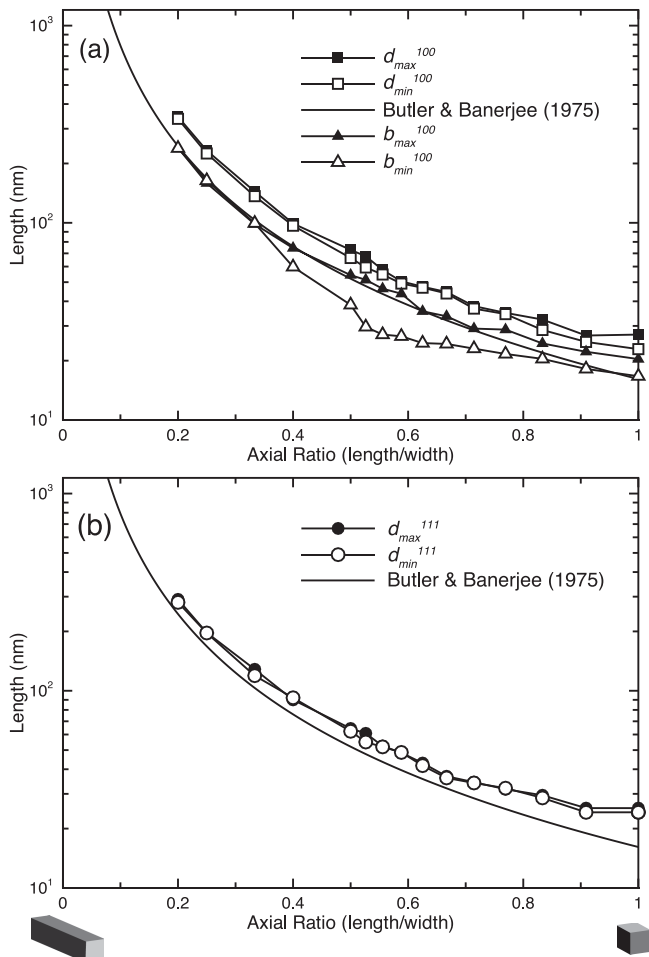 10³
(a)
d_max^100
d_min^100
Butler & Banerjee (1975)
b_max^100
b_min^100
Length (nm)
10²
10¹
0 0.2 0.4 0.6 0.8 1
Axial Ratio (length/width)
10³
(b)
d_max^111
d_min^111
Butler & Banerjee (1975)
Length (nm)
10²
10¹
0 0.2 0.4 0.6 0.8 1
Axial Ratio (length/width)